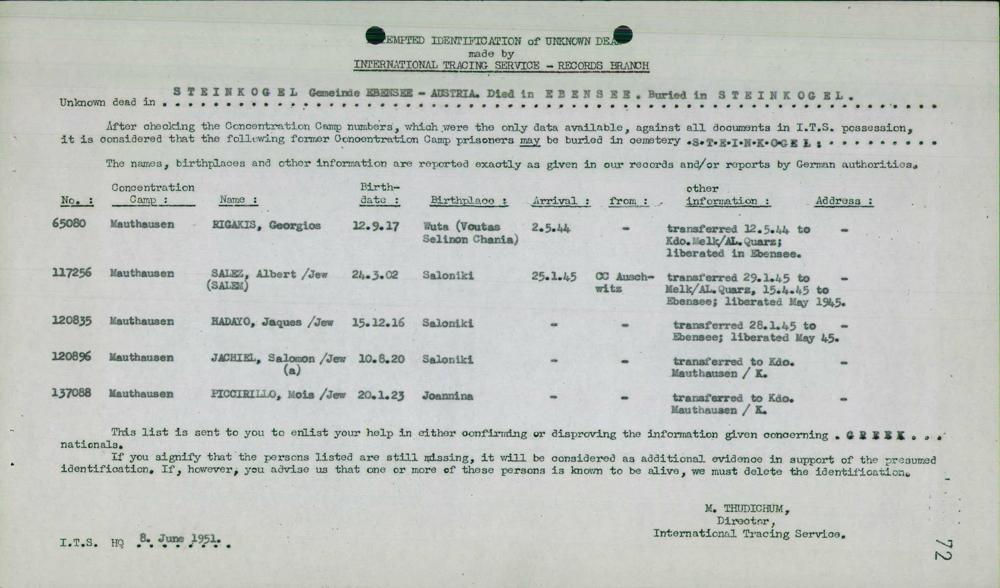 EMPTED IDENTIFICATION of UNKNOWN DEA
made by
INTERNATIONAL TRACING SERVICE - RECORDS BRANCH
Unknown dead in STEINKOGEL Gemeinde EBENSEE - AUSTRIA. Died in EBENSEE. Buried in STEINKOGEL.
After checking the Concentration Camp numbers, which were the only data available, against all documents in I.T.S. possession,
it is considered that the following former Concentration Camp prisoners may be buried in cemetery .S.T.E.I.N.K.O.G.E.L.
The names, birthplaces and other information are reported exactly as given in our records and/or reports by German authorities.
No. : Concentration Camp : Name : Birth-date : Birthplace : Arrival : from : other information : Address :
65080 Mauthausen RIGAKIS, Georgios 12.9.17 Wuta (Voutas 2.5.44 - transferred 12.5.44 to -
Selinon Chania) Kdo.Melk/AL.Quarz;
liberated in Ebensee.
117256 Mauthausen SALEZ, Albert /Jew 24.3.02 Saloniki 25.1.45 CC Ausch- transferred 29.1.45 to -
(SALEM) witz Melk/AL.Quarz, 15.4.45 to
Ebensee; liberated May 1945.
120835 Mauthausen HADAYO, Jaques /Jew 15.12.16 Saloniki - - transferred 28.1.45 to -
Ebensee; liberated May 45.
120896 Mauthausen JACHIEL, Salomon /Jew 10.8.20 Saloniki - - transferred to Kdo. -
(a) Mauthausen / K.
137088 Mauthausen PICCIRILLO, Mois /Jew 20.1.23 Joannina - - transferred to Kdo. -
Mauthausen / K.
This list is sent to you to enlist your help in either confirming or disproving the information given concerning . GREEK . . .
nationals.
If you signify that the persons listed are still missing, it will be considered as additional evidence in support of the presumed
identification. If, however, you advise us that one or more of these persons is known to be alive, we must delete the identification.
M. THUDICHUM,
Director,
International Tracing Service.
I.T.S. HQ 8. June 1951.
72